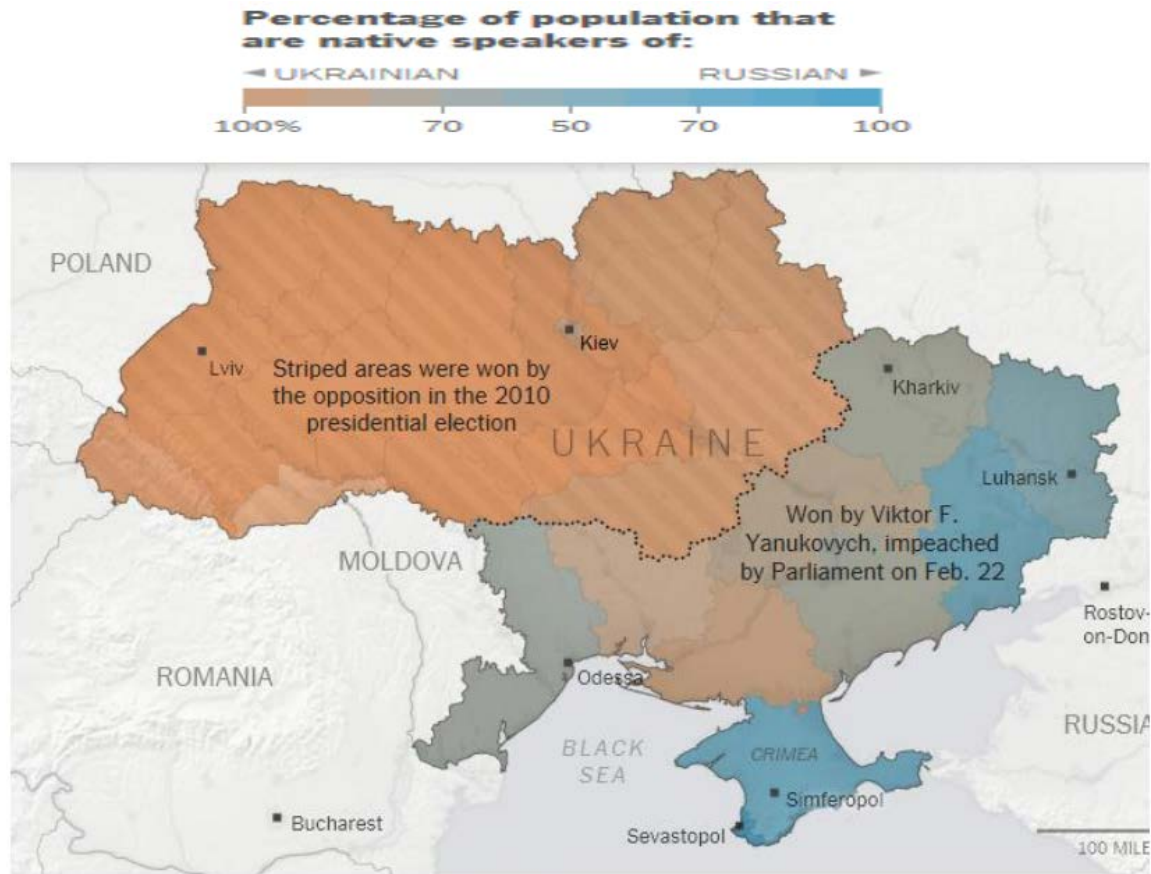 Percentage of population that
are native speakers of:
◄ UKRAINIAN
RUSSIAN ►
100%
70
50
70
100
POLAND
Lviv
Kiev
Striped areas were won by
the opposition in the 2010
presidential election
UKRAINE
Kharkiv
Luhansk
Won by Viktor F.
Yanukovych, impeached
by Parliament on Feb. 22
MOLDOVA
Rostov-
on-Don
ROMANIA
Odessa
RUSSIA
BLACK
SEA
CRIMEA
Simferopol
Sevastopol
Bucharest
100 MILE